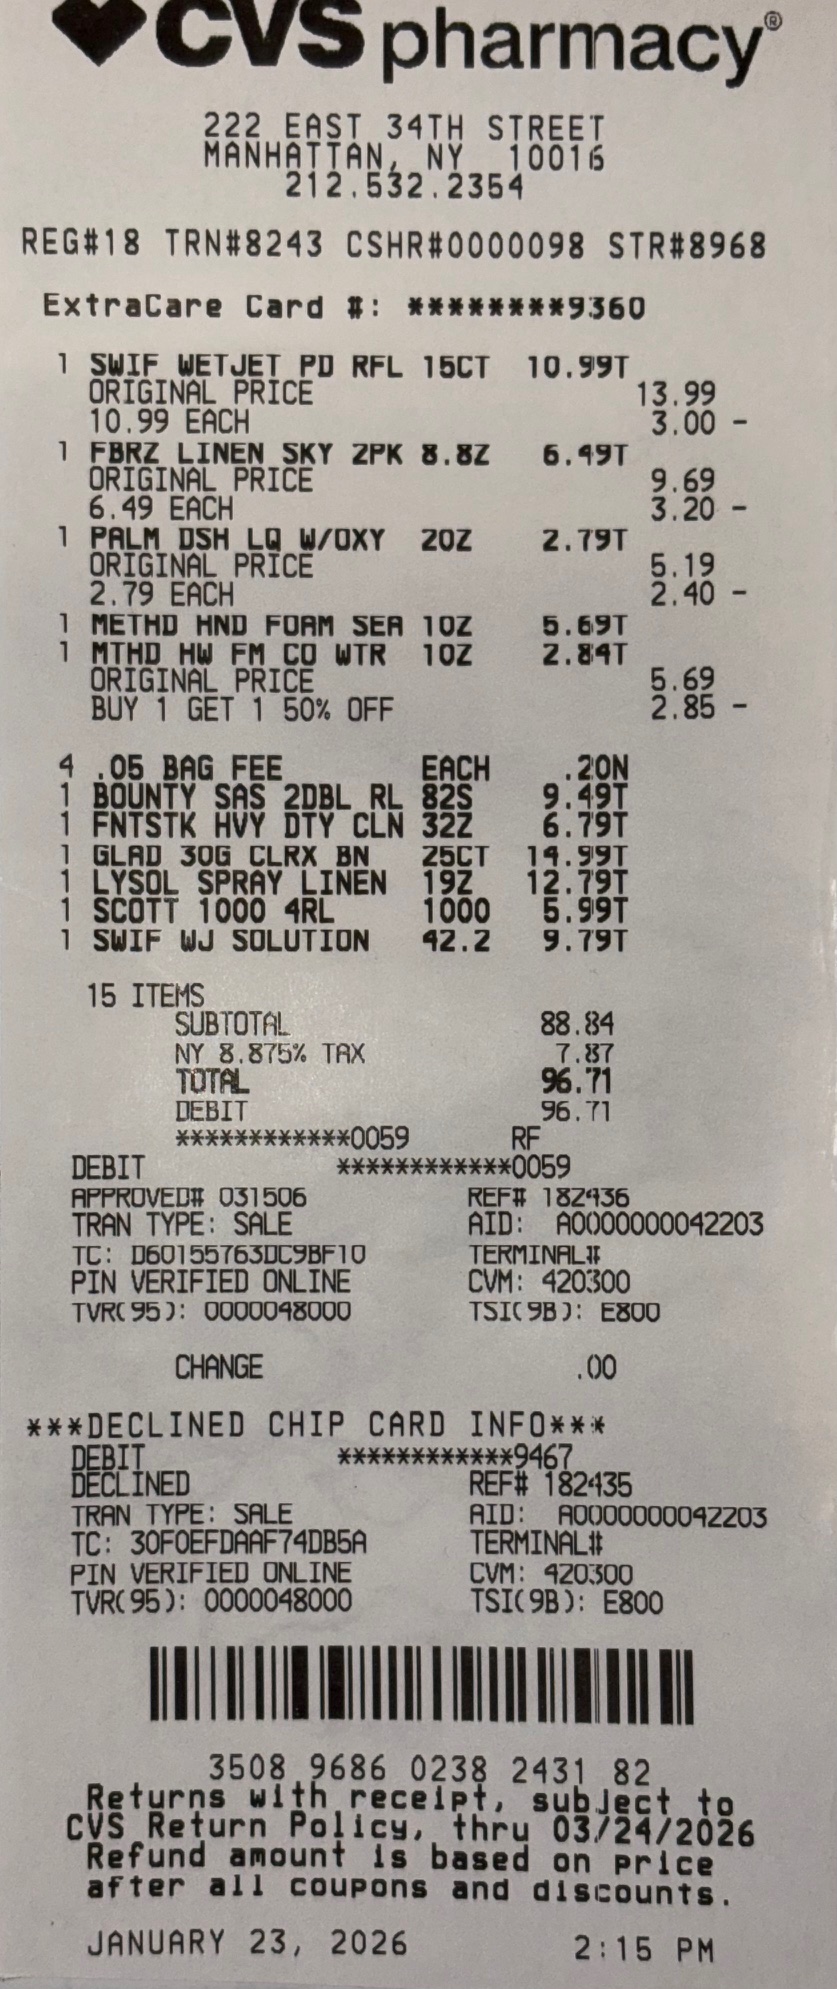 CVS pharmacy®
222 EAST 34TH STREET
MANHATTAN, NY 10016
212.532.2354
REG#18 TRN#8243 CSHR#0000098 STR#8968
ExtraCare Card #: ********9360
1 SWIF WETJET PD RFL 15CT 10.99T
ORIGINAL PRICE 13.99
10.99 EACH 3.00 -
1 FBRZ LINEN SKY 2PK 8.8Z 6.49T
ORIGINAL PRICE 9.69
6.49 EACH 3.20 -
1 PALM DSH LQ W/OXY 20Z 2.79T
ORIGINAL PRICE 5.19
2.79 EACH 2.40 -
1 METHD HND FOAM SEA 10Z 5.69T
1 MTHD HW FM CO WTR 10Z 2.84T
ORIGINAL PRICE 5.69
BUY 1 GET 1 50% OFF 2.85 -
4 .05 BAG FEE EACH .20N
1 BOUNTY SAS 2DBL RL 82S 9.49T
1 FNTSTK HVY DTY CLN 32Z 6.79T
1 GLAD 30G CLRX BN 25CT 14.99T
1 LYSOL SPRAY LINEN 19Z 12.79T
1 SCOTT 1000 4RL 1000 5.99T
1 SWIF WJ SOLUTION 42.2 9.79T
15 ITEMS
SUBTOTAL 88.84
NY 8.875% TAX 7.87
TOTAL 96.71
DEBIT 96.71
************0059 RF
DEBIT ************0059
APPROVED# 031506 REF# 182436
TRAN TYPE: SALE AID: A0000000042203
TC: D60155763DC9BF10 TERMINAL#
PIN VERIFIED ONLINE CVM: 420300
TVR(95): 0000048000 TSI(9B): E800
CHANGE .00
***DECLINED CHIP CARD INFO***
DEBIT ************9467
DECLINED REF# 182435
TRAN TYPE: SALE AID: A0000000042203
TC: 30F0EFDAAF74DB5A TERMINAL#
PIN VERIFIED ONLINE CVM: 420300
TVR(95): 0000048000 TSI(9B): E800
3508 9686 0238 2431 82
Returns with receipt, subject to
CVS Return Policy, thru 03/24/2026
Refund amount is based on price
after all coupons and discounts.
JANUARY 23, 2026 2:15 PM